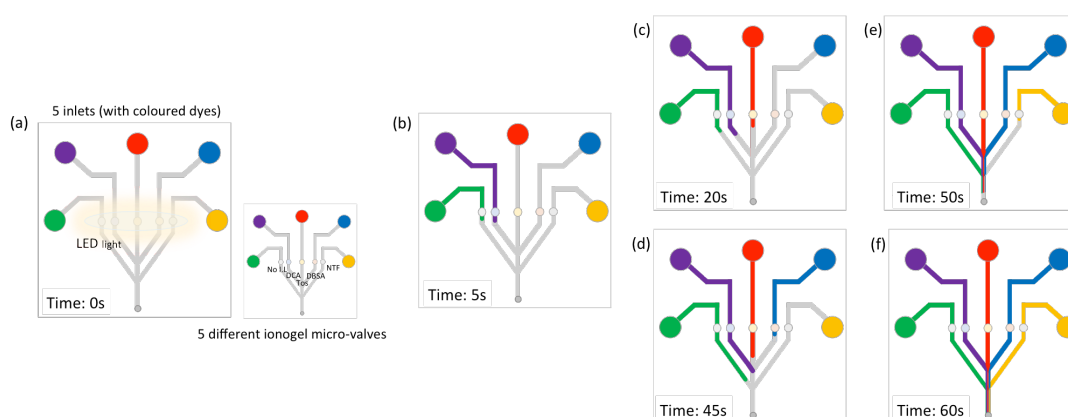 5 inlets (with coloured dyes)
(a)
LED light
Time: 0s
No I.L
DCA
Tos
DBSA
NTF
5 different ionogel micro-valves
(b)
Time: 5s
(c)
Time: 20s
(d)
Time: 45s
(e)
Time: 50s
(f)
Time: 60s